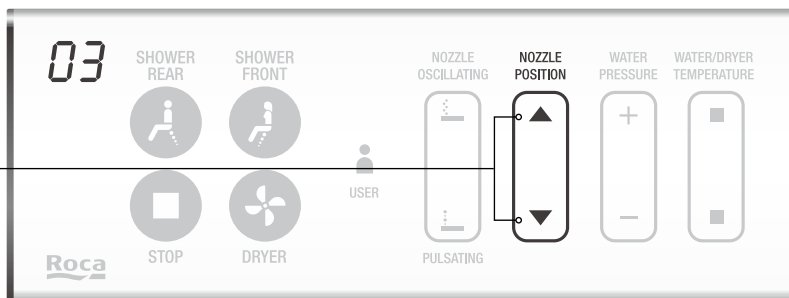 03
SHOWER
REAR
SHOWER
FRONT
NOZZLE
OSCILLATING
NOZZLE
POSITION
WATER
PRESSURE
WATER/DRYER
TEMPERATURE
USER
STOP
DRYER
PULSATING
Roca